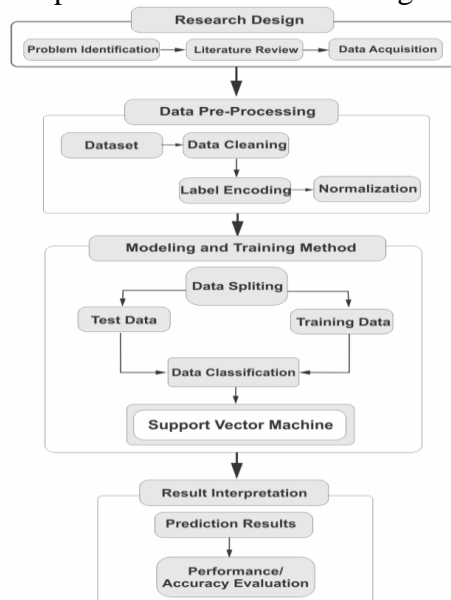 Research Design
Problem Identification
Literature Review
Data Acquisition
Data Pre-Processing
Dataset
Data Cleaning
Label Encoding
Normalization
Modeling and Training Method
Data Spliting
Test Data
Training Data
Data Classification
Support Vector Machine
Result Interpretation
Prediction Results
Performance/
Accuracy Evaluation